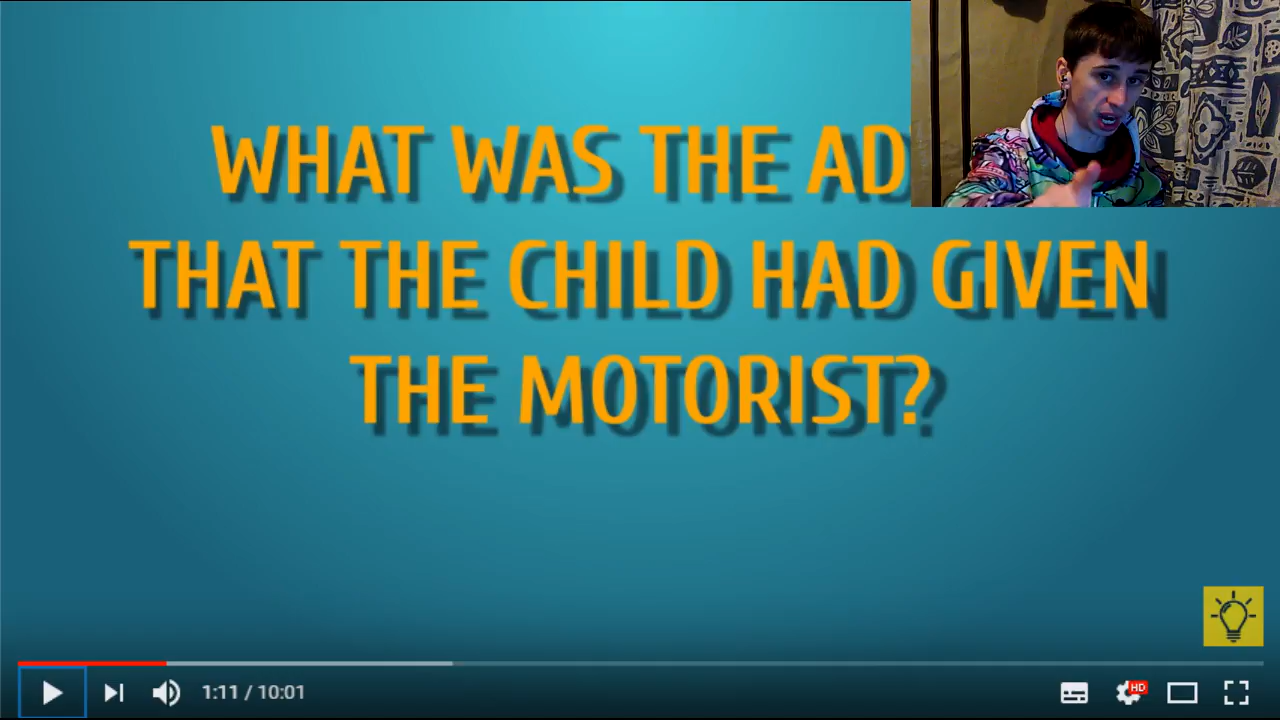 WHAT WAS THE AD
THAT THE CHILD HAD GIVEN
THE MOTORIST?
1:11 / 10:01
HD